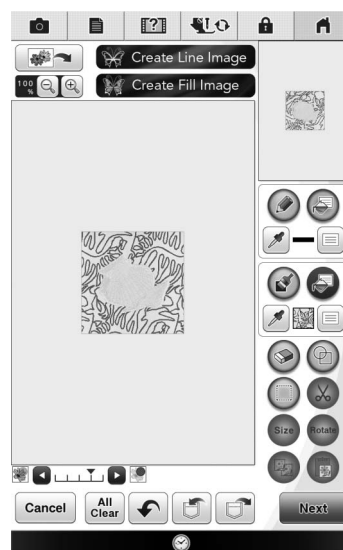 Create Line Image
100
%
Create Fill Image
Size
Rotate
Cancel
All
Clear
Next